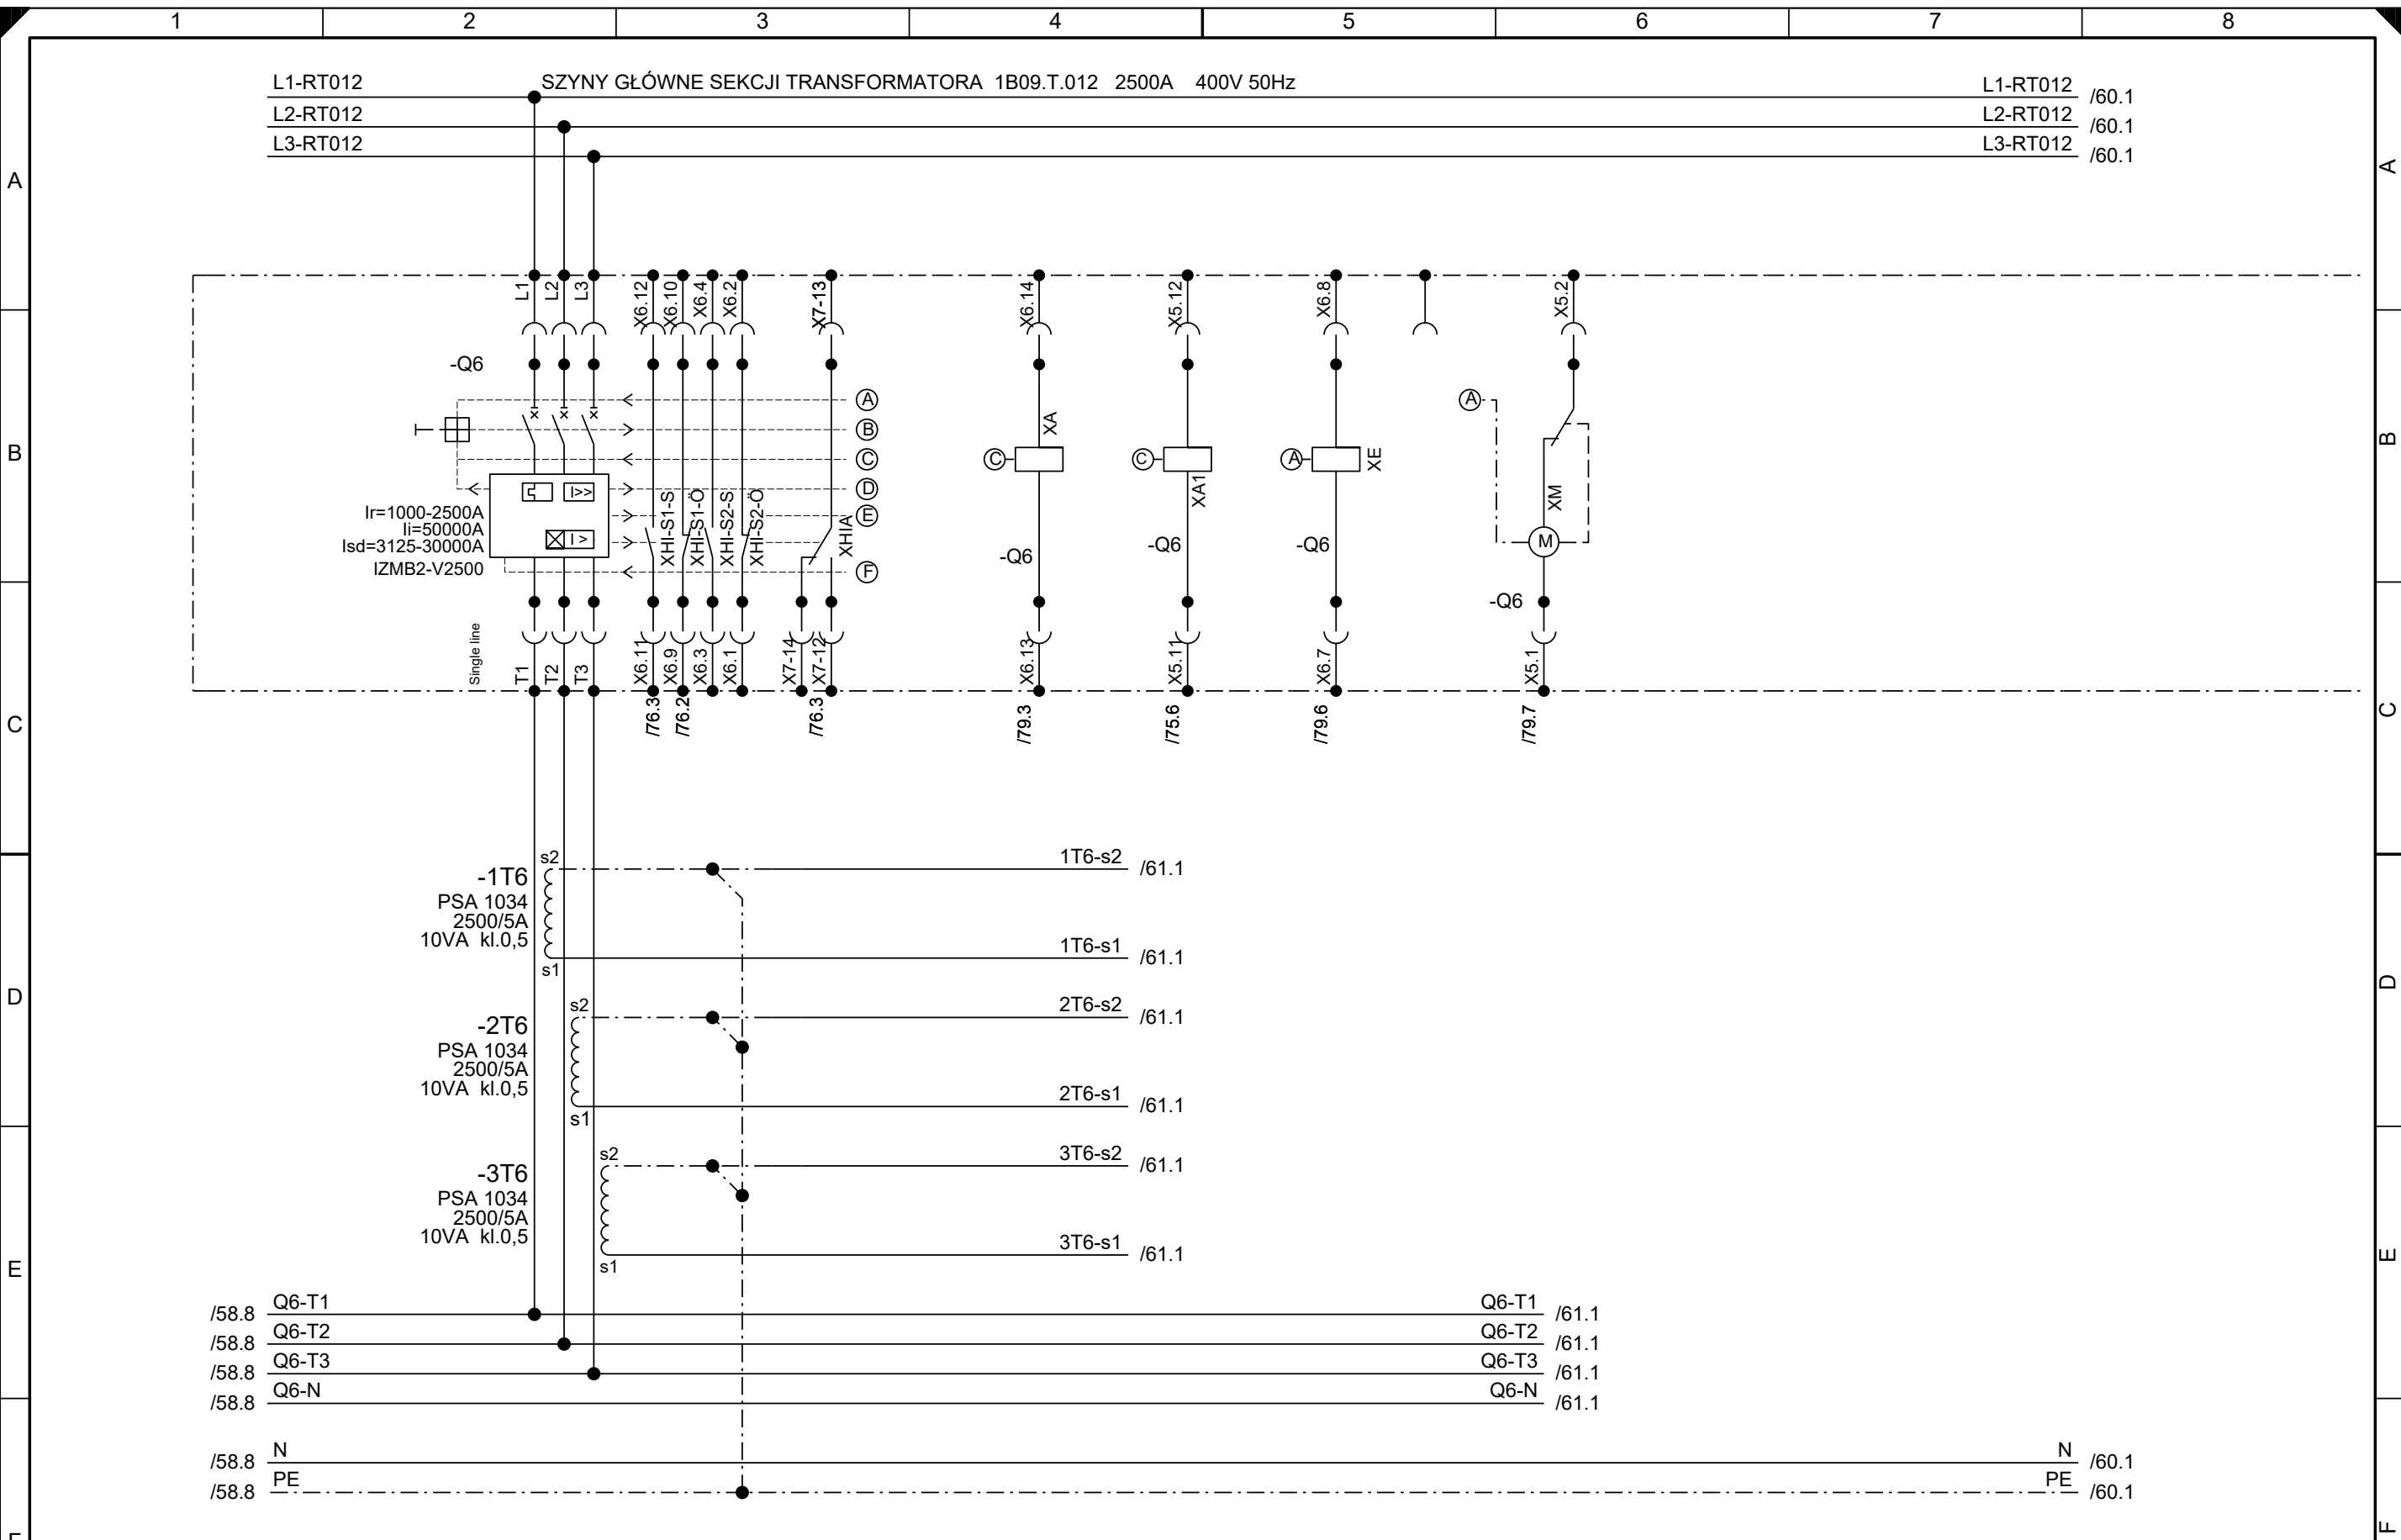 1 2 3 4 5 6 7 8
L1-RT012 SZYNY GŁÓWNE SEKCJI TRANSFORMATORA 1B09.T.012 2500A 400V 50Hz L1-RT012 /60.1
L2-RT012 L2-RT012 /60.1
L3-RT012 L3-RT012 /60.1
A A
L1 L2 L3 X6.12 X6.10 X6.4 X6.2 X7-13 X6.14 X5.12 X6.8 X5.2
-Q6
A A
B
XA
B C C C A XE B
D
I>> XHI-S1-S XHI-S1-Ö XHI-S2-S XHI-S2-Ö XA1 XM
Ir=1000-2500A E
Ii=50000A XHIA
Isd=3125-30000A I > -Q6 -Q6 -Q6 M
IZMB2-V2500 F
-Q6
Single line T1 T2 T3 X6.11 X6.9 X6.3 X6.1 X7-14 X7-12 X6.13 X5.11 X6.7 X5.1
/76.3 /76.2 /76.3 /79.3 /75.6 /79.6 /79.7
C C
s2 1T6-s2 /61.1
-1T6
PSA 1034
2500/5A
10VA kl.0,5 1T6-s1 /61.1
s1
D D
s2 2T6-s2 /61.1
-2T6
PSA 1034
2500/5A
10VA kl.0,5 2T6-s1 /61.1
s1
s2 3T6-s2 /61.1
-3T6
PSA 1034
2500/5A
10VA kl.0,5 3T6-s1 /61.1
s1
E E
/58.8 Q6-T1 Q6-T1 /61.1
/58.8 Q6-T2 Q6-T2 /61.1
/58.8 Q6-T3 Q6-T3 /61.1
/58.8 Q6-N Q6-N /61.1
/58.8 N N /60.1
/58.8 PE PE /60.1
F F